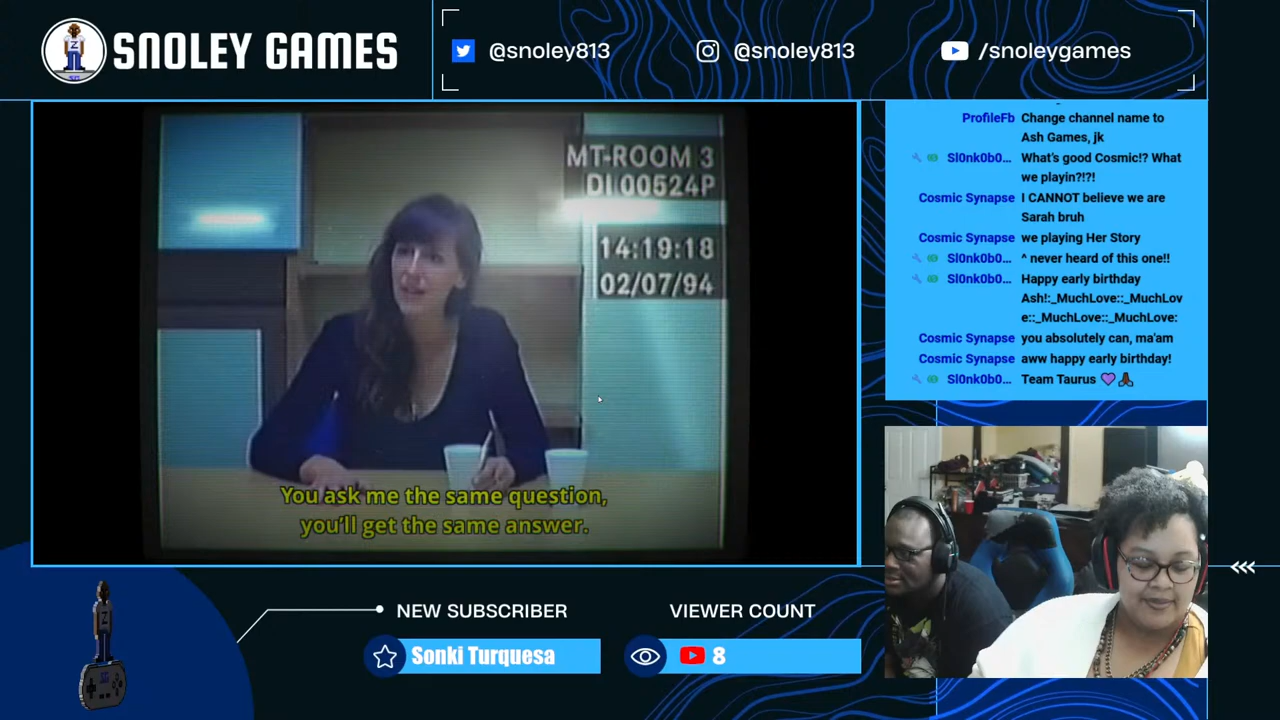 SNOLEY GAMES
@snoley813
@snoley813
/snoleygames
MT-ROOM 3
DI 00524P
14:19:18
02/07/94
You ask me the same question,
you'll get the same answer.
ProfileFb Change channel name to
Ash Games, jk
Sl0nk0b0... What's good Cosmic!? What
we playin?!?!
Cosmic Synapse I CANNOT believe we are
Sarah bruh
Cosmic Synapse we playing Her Story
Sl0nk0b0... ^ never heard of this one!!
Sl0nk0b0... Happy early birthday
Ash!:_MuchLove::_MuchLov
e::_MuchLove::_MuchLove:
Cosmic Synapse you absolutely can, ma'am
Cosmic Synapse aww happy early birthday!
Sl0nk0b0... Team Taurus 💜 🙏🏾
NEW SUBSCRIBER
Sonki Turquesa
VIEWER COUNT
8